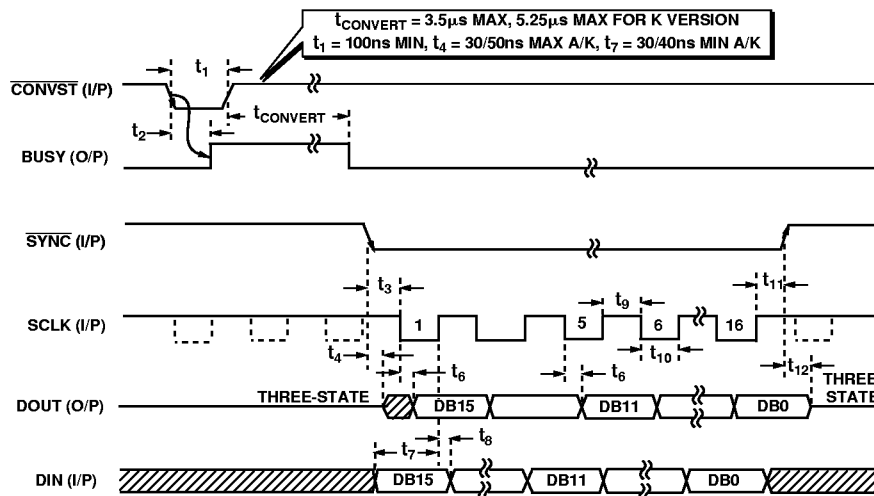 tCONVERT = 3.5μs MAX, 5.25μs MAX FOR K VERSION
t1 = 100ns MIN, t4 = 30/50ns MAX A/K, t7 = 30/40ns MIN A/K
t1
CONVST (I/P)
tCONVERT
t2
BUSY (O/P)
SYNC (I/P)
t3
t9
t11
SCLK (I/P)
1
5
6
16
t4
t10
t6
t6
t12
THREE-STATE
THREE-
STATE
DOUT (O/P)
DB15
DB11
DB0
t7
t8
DIN (I/P)
DB15
DB11
DB0